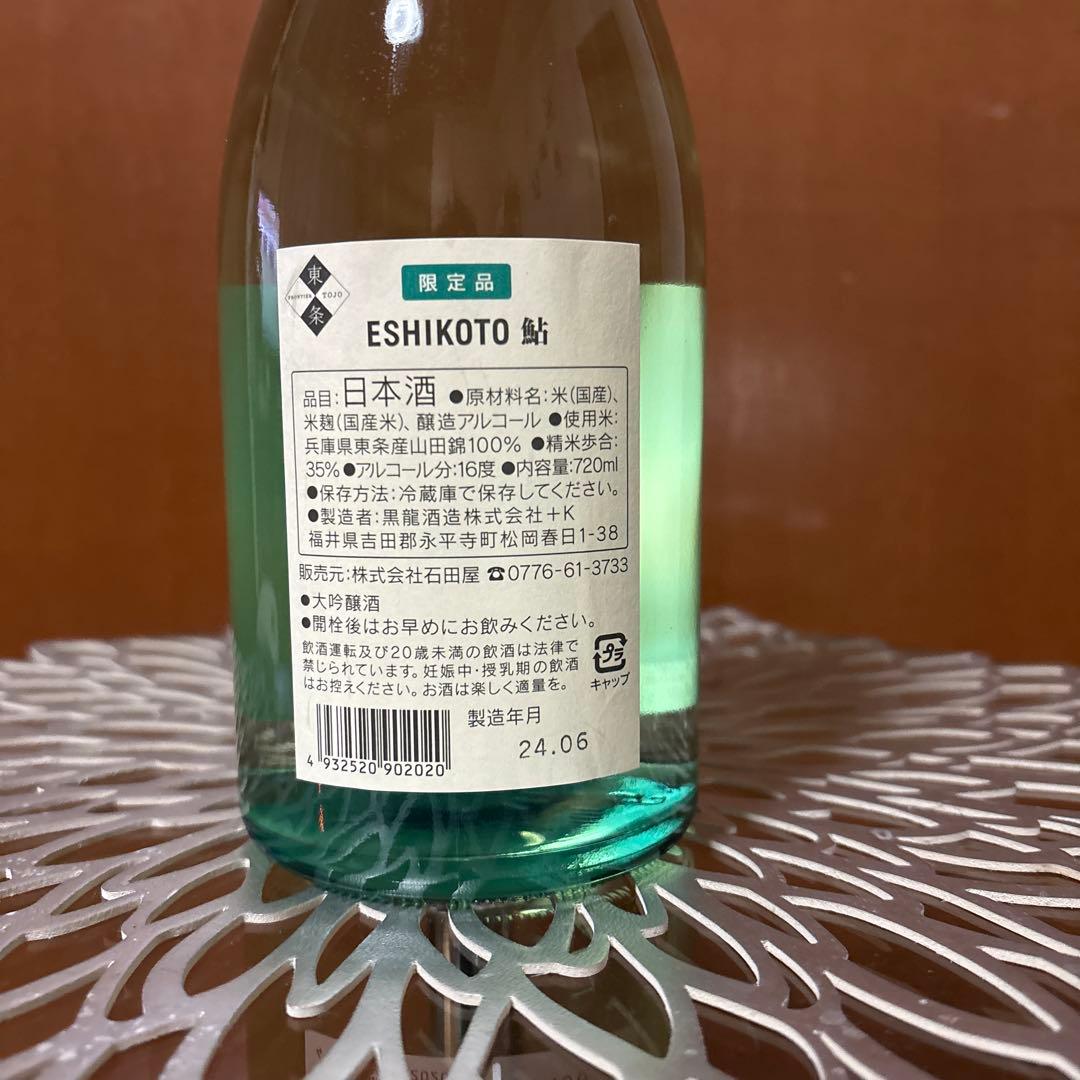 東
FRONTIER TOJO
条
限定品
ESHIKOTO 鮎
品目:日本酒 ●原材料名:米(国産)、
米麹(国産米)、醸造アルコール ●使用米:
兵庫県東条産山田錦100% ●精米歩合:
35% ●アルコール分:16度 ●内容量:720ml
●保存方法:冷蔵庫で保存してください。
●製造者:黒龍酒造株式会社+K
福井県吉田郡永平寺町松岡春日1-38
販売元:株式会社石田屋 ☎0776-61-3733
●大吟醸酒
●開栓後はお早めにお飲みください。
飲酒運転及び20歳未満の飲酒は法律で
禁じられています。妊娠中・授乳期の飲酒
はお控えください。お酒は楽しく適量を。
プラ
キャップ
製造年月
24.06
4 932520 902020